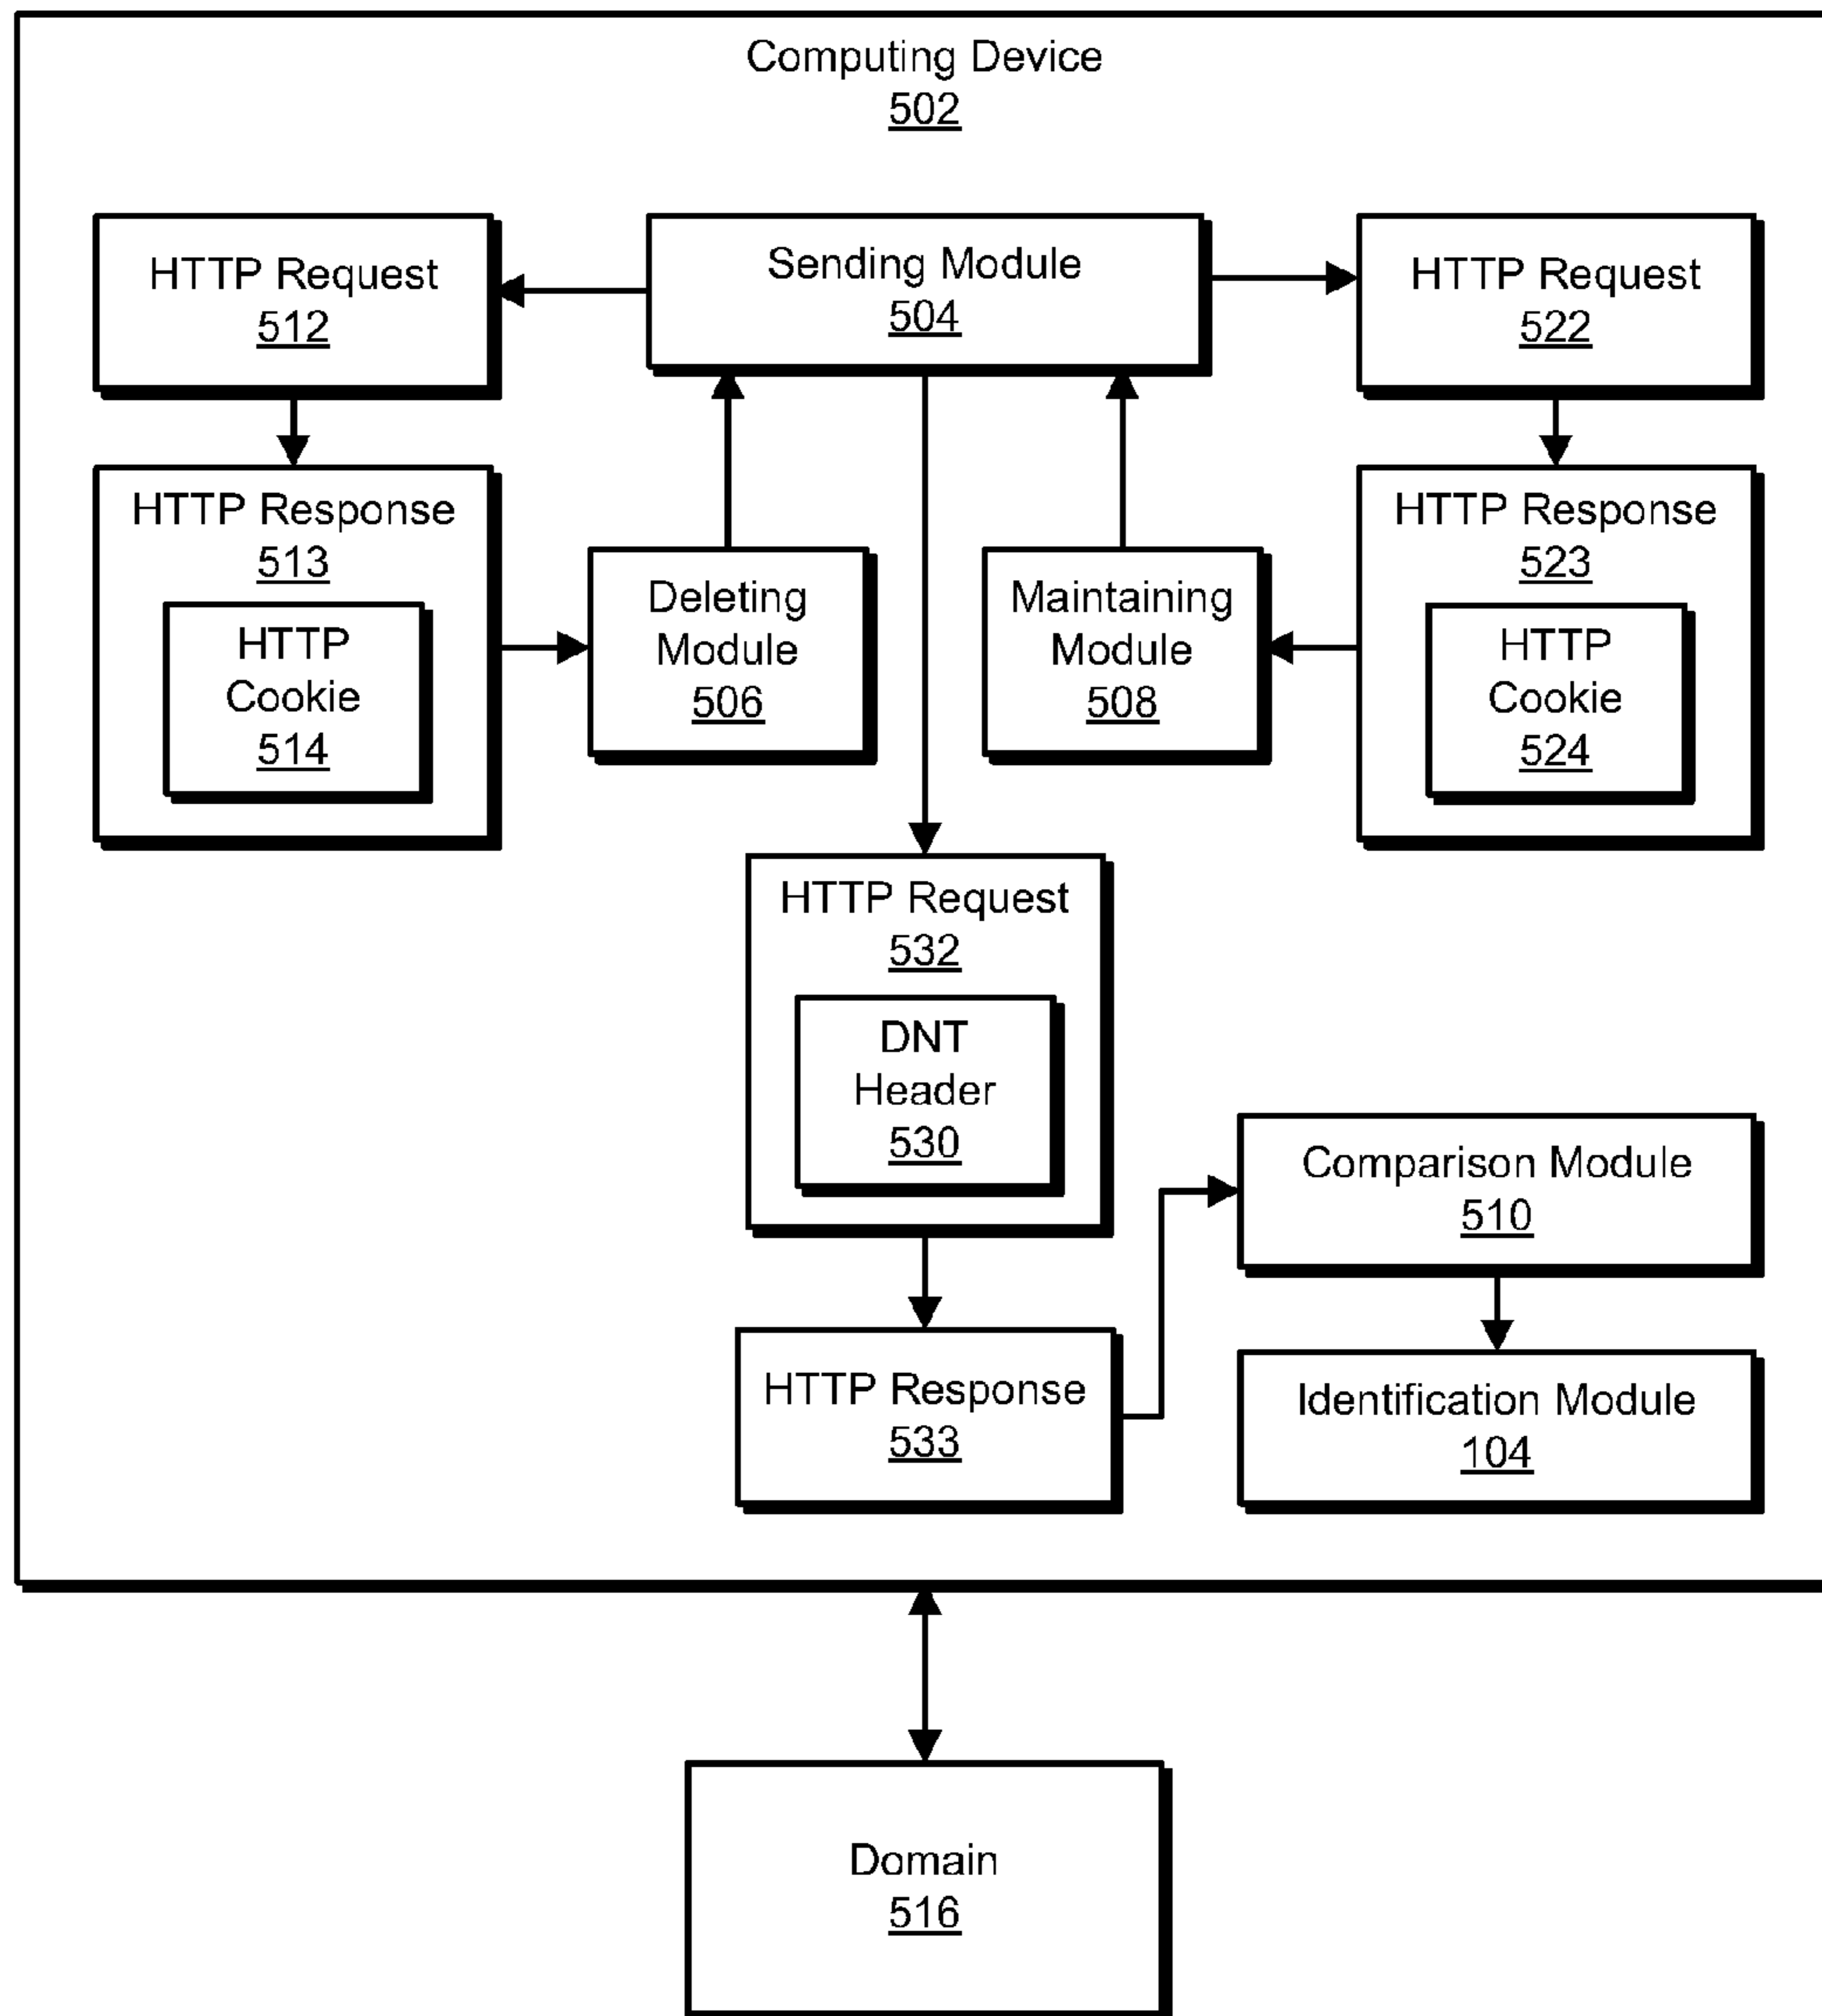 Computing Device
502
HTTP Request
512
Sending Module
504
HTTP Request
522
HTTP Response
513
HTTP
Cookie
514
Deleting
Module
506
Maintaining
Module
508
HTTP Response
523
HTTP
Cookie
524
HTTP Request
532
DNT
Header
530
Comparison Module
510
HTTP Response
533
Identification Module
104
Domain
516